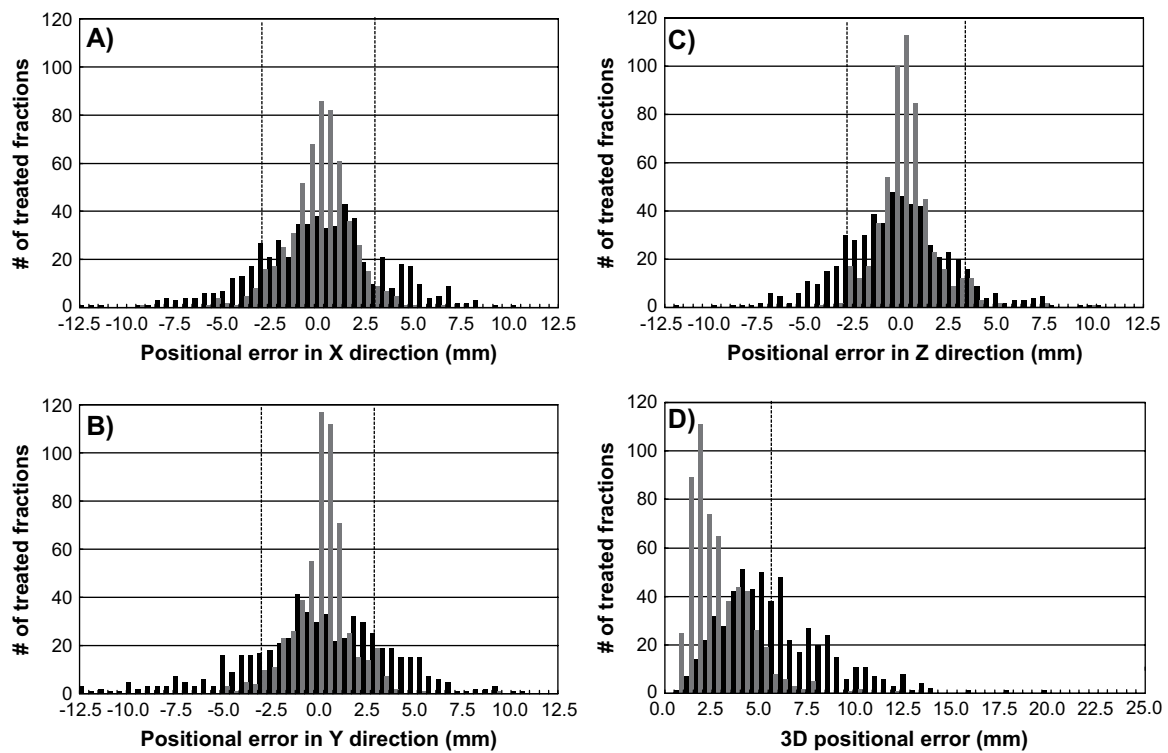 A)
# of treated fractions
120
100
80
60
40
20
0
-12.5 -10.0 -7.5 -5.0 -2.5 0.0 2.5 5.0 7.5 10.0 12.5
Positional error in X direction (mm)
C)
# of treated fractions
120
100
80
60
40
20
0
-12.5 -10.0 -7.5 -5.0 -2.5 0.0 2.5 5.0 7.5 10.0 12.5
Positional error in Z direction (mm)
B)
# of treated fractions
120
100
80
60
40
20
0
-12.5 -10.0 -7.5 -5.0 -2.5 0.0 2.5 5.0 7.5 10.0 12.5
Positional error in Y direction (mm)
D)
# of treated fractions
120
100
80
60
40
20
0
0.0 2.5 5.0 7.5 10.0 12.5 15.0 17.5 20.0 22.5 25.0
3D positional error (mm)